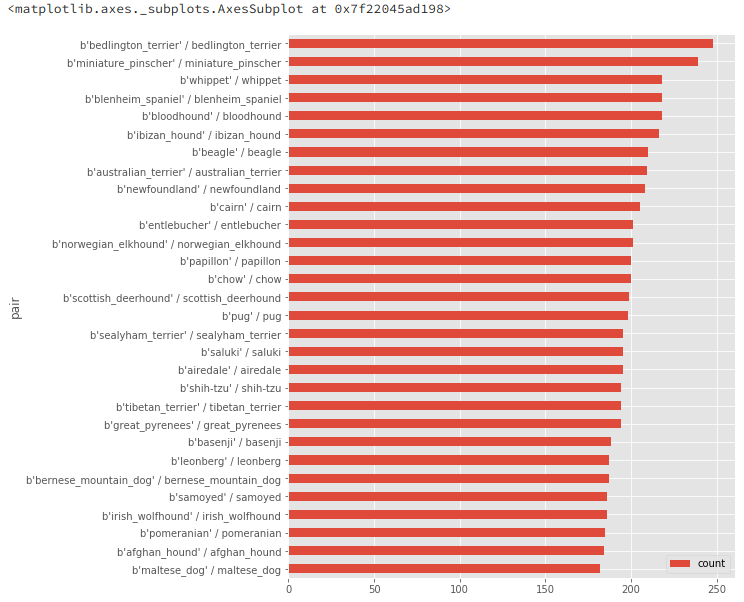 <matplotlib.axes._subplots.AxesSubplot at 0x7f22045ad198>
b'bedlington_terrier' / bedlington_terrier
b'miniature_pinscher' / miniature_pinscher
b'whippet' / whippet
b'blenheim_spaniel' / blenheim_spaniel
b'bloodhound' / bloodhound
b'ibizan_hound' / ibizan_hound
b'beagle' / beagle
b'australian_terrier' / australian_terrier
b'newfoundland' / newfoundland
b'cairn' / cairn
b'entlebucher' / entlebucher
b'norwegian_elkhound' / norwegian_elkhound
b'papillon' / papillon
b'chow' / chow
b'scottish_deerhound' / scottish_deerhound
b'pug' / pug
b'sealyham_terrier' / sealyham_terrier
b'saluki' / saluki
b'airedale' / airedale
b'shih-tzu' / shih-tzu
b'tibetan_terrier' / tibetan_terrier
b'great_pyrenees' / great_pyrenees
b'basenji' / basenji
b'leonberg' / leonberg
b'bernese_mountain_dog' / bernese_mountain_dog
b'samoyed' / samoyed
b'irish_wolfhound' / irish_wolfhound
b'pomeranian' / pomeranian
b'afghan_hound' / afghan_hound
b'maltese_dog' / maltese_dog
pair
count
0 50 100 150 200 250